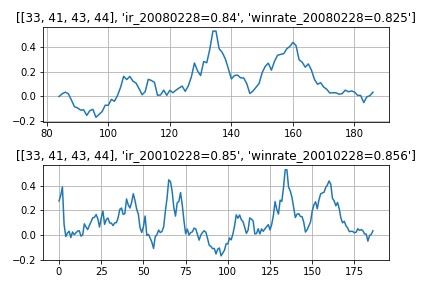 [[33, 41, 43, 44], 'ir_20080228=0.84', 'winrate_20080228=0.825']
0.4
0.2
0.0
−0.2
80 100 120 140 160 180
[[33, 41, 43, 44], 'ir_20010228=0.85', 'winrate_20010228=0.856']
0.4
0.2
0.0
−0.2
0 25 50 75 100 125 150 175